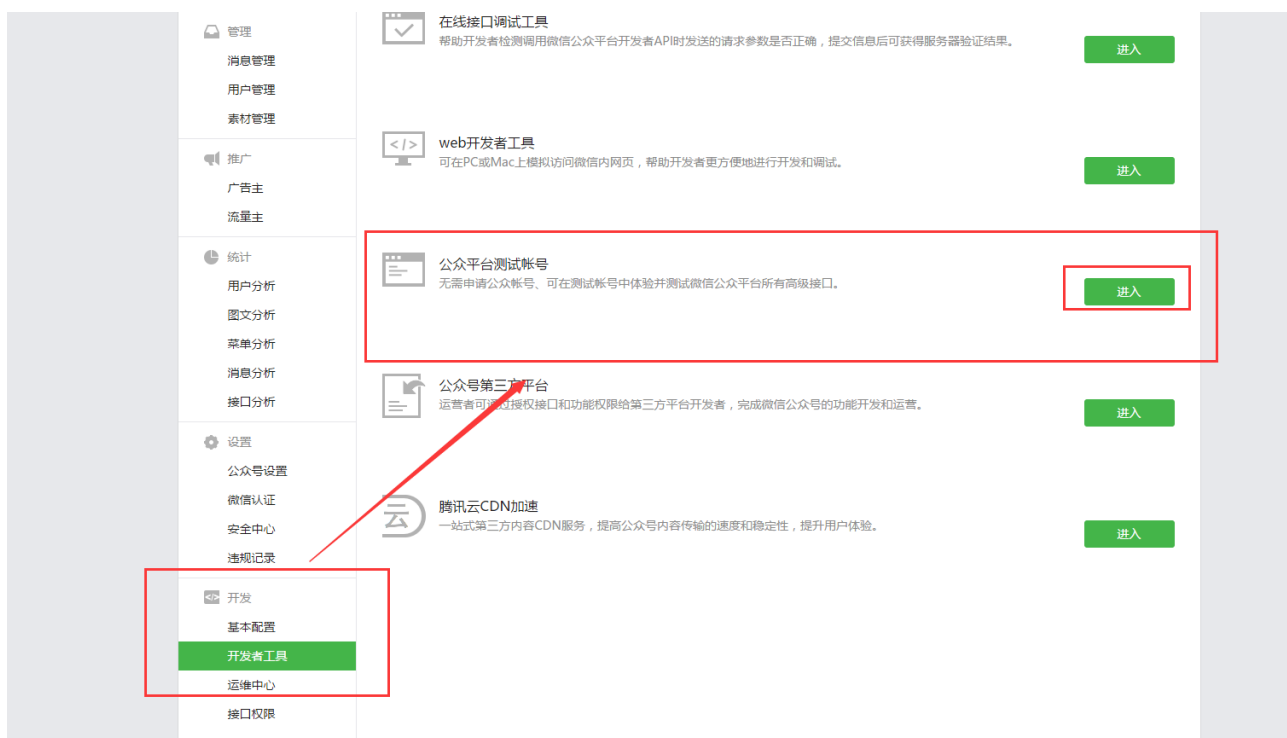 管理
消息管理
用户管理
素材管理
推广
广告主
流量主
统计
用户分析
图文分析
菜单分析
消息分析
接口分析
设置
公众号设置
微信认证
安全中心
违规记录
开发
基本配置
开发者工具
运维中心
接口权限
在线接口调试工具
帮助开发者检测调用微信公众平台开发者API时发送的请求参数是否正确，提交信息后可获得服务器验证结果。
进入
web开发者工具
可在PC或Mac上模拟访问微信内网页，帮助开发者更方便地进行开发和调试。
进入
公众平台测试帐号
无需申请公众帐号、可在测试帐号中体验并测试微信公众平台所有高级接口。
进入
公众号第三方平台
运营者可通过授权接口和功能权限给第三方平台开发者，完成微信公众号的功能开发和运营。
进入
云
腾讯云CDN加速
一站式第三方内容CDN服务，提高公众号内容传输的速度和稳定性，提升用户体验。
进入